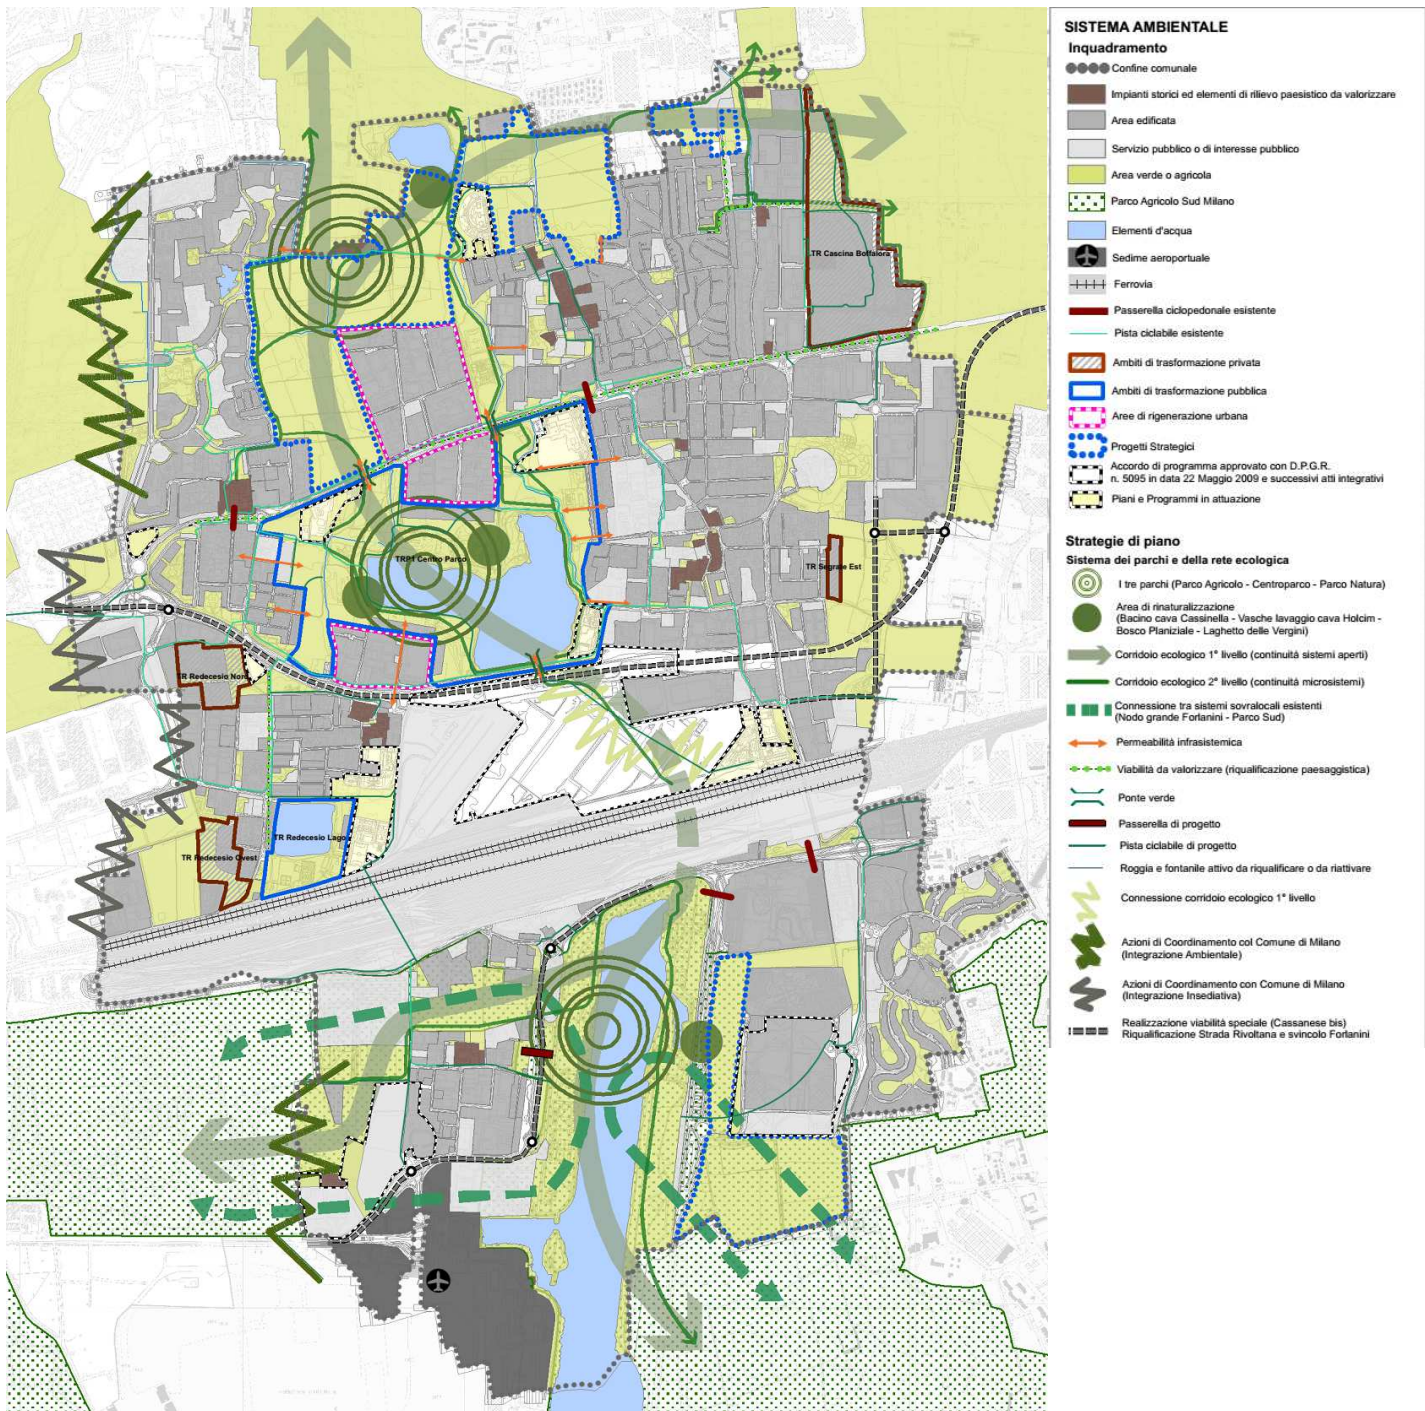 TR Cascina Boffalora
TRP1 Centro Parco
TR Segrate Est
TR Redecesio Nord
TR Redecesio Lago
TR Redecesio Ovest
SISTEMA AMBIENTALE
Inquadramento
Confine comunale
Impianti storici ed elementi di rilievo paesistico da valorizzare
Area edificata
Servizio pubblico o di interesse pubblico
Area verde o agricola
Parco Agricolo Sud Milano
Elementi d'acqua
Sedime aeroportuale
Ferrovia
Passerella ciclopedonale esistente
Pista ciclabile esistente
Ambiti di trasformazione privata
Ambiti di trasformazione pubblica
Aree di rigenerazione urbana
Progetti Strategici
Accordo di programma approvato con D.P.G.R.
n. 5095 in data 22 Maggio 2009 e successivi atti integrativi
Piani e Programmi in attuazione
Strategie di piano
Sistema dei parchi e della rete ecologica
I tre parchi (Parco Agricolo - Centroparco - Parco Natura)
Area di rinaturalizzazione
(Bacino cava Cassinella - Vasche lavaggio cava Holcim -
Bosco Planiziale - Laghetto delle Vergini)
Corridoio ecologico 1° livello (continuità sistemi aperti)
Corridoio ecologico 2° livello (continuità microsistemi)
Connessione tra sistemi sovralocali esistenti
(Nodo grande Forlanini - Parco Sud)
Permeabilità infrasistemica
Viabilità da valorizzare (riqualificazione paesaggistica)
Ponte verde
Passerella di progetto
Pista ciclabile di progetto
Roggia e fontanile attivo da riqualificare o da riattivare
Connessione corridoio ecologico 1° livello
Azioni di Coordinamento col Comune di Milano
(Integrazione Ambientale)
Azioni di Coordinamento con Comune di Milano
(Integrazione Insediativa)
Realizzazione viabilità speciale (Cassanese bis)
Riqualificazione Strada Rivoltana e svincolo Forlanini